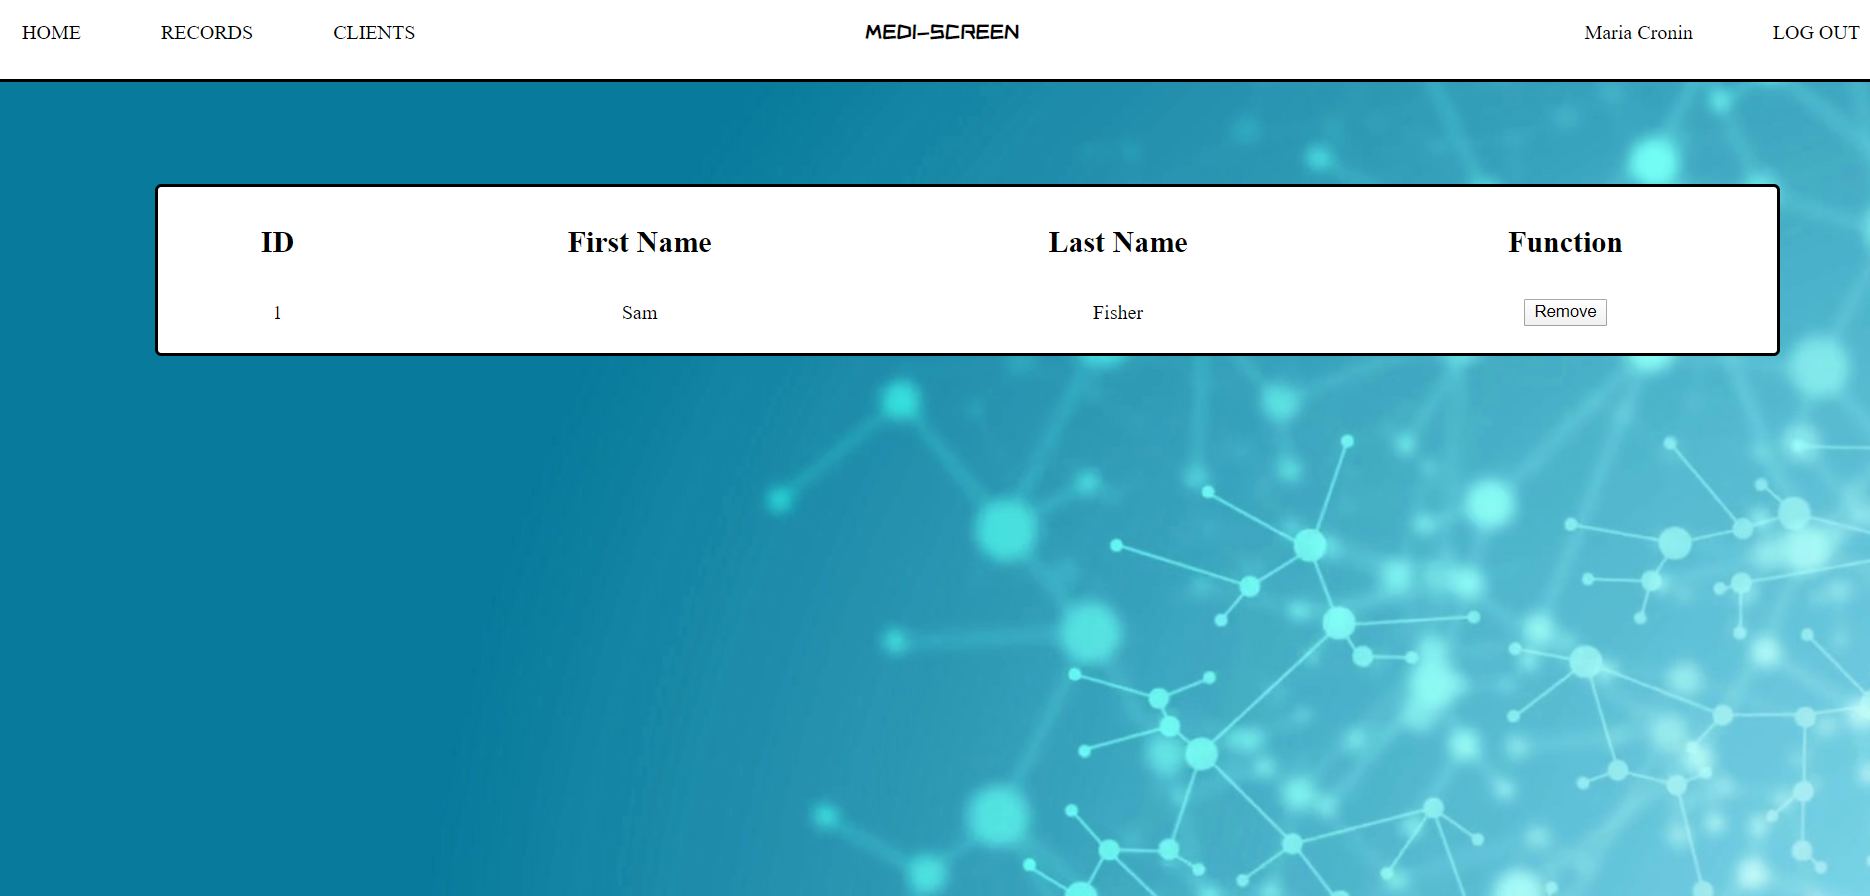 HOME RECORDS CLIENTS MEDI-SCREEN Maria Cronin LOG OUT
ID First Name Last Name Function
1 Sam Fisher Remove